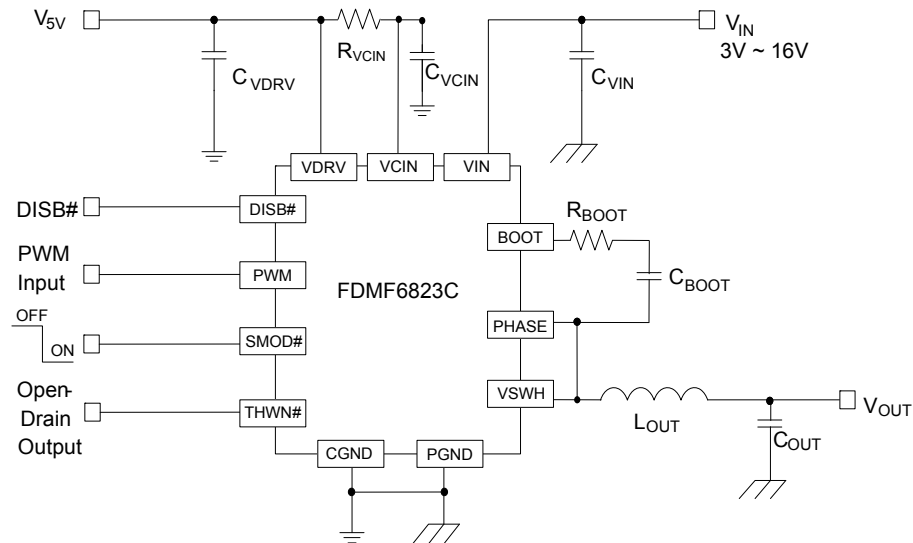 V5V
RVCIN
CVDRV
CVCIN
CVIN
VIN
3V ~ 16V
VDRV
VCIN
VIN
DISB#
DISB#
BOOT
RBOOT
PWM
Input
PWM
FDMF6823C
CBOOT
OFF
ON
SMOD#
PHASE
Open-
Drain
Output
THWN#
VSWH
LOUT
VOUT
COUT
CGND
PGND